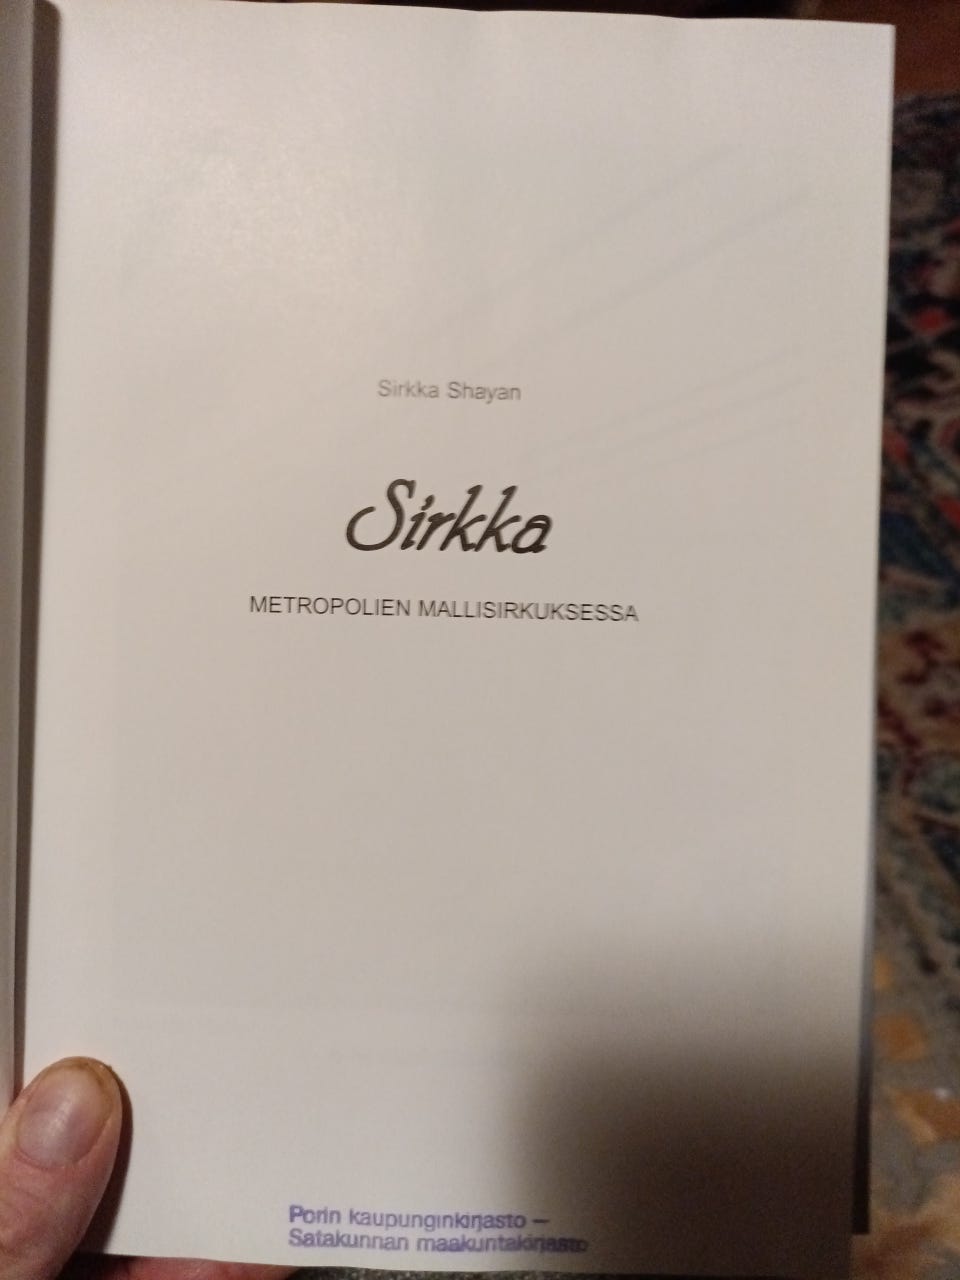 Sirkka Shayan
Sirkka
METROPOLIEN MALLISIRKUKSESSA
Porin kaupunginkirjasto –
Satakunnan maakuntakirjasto